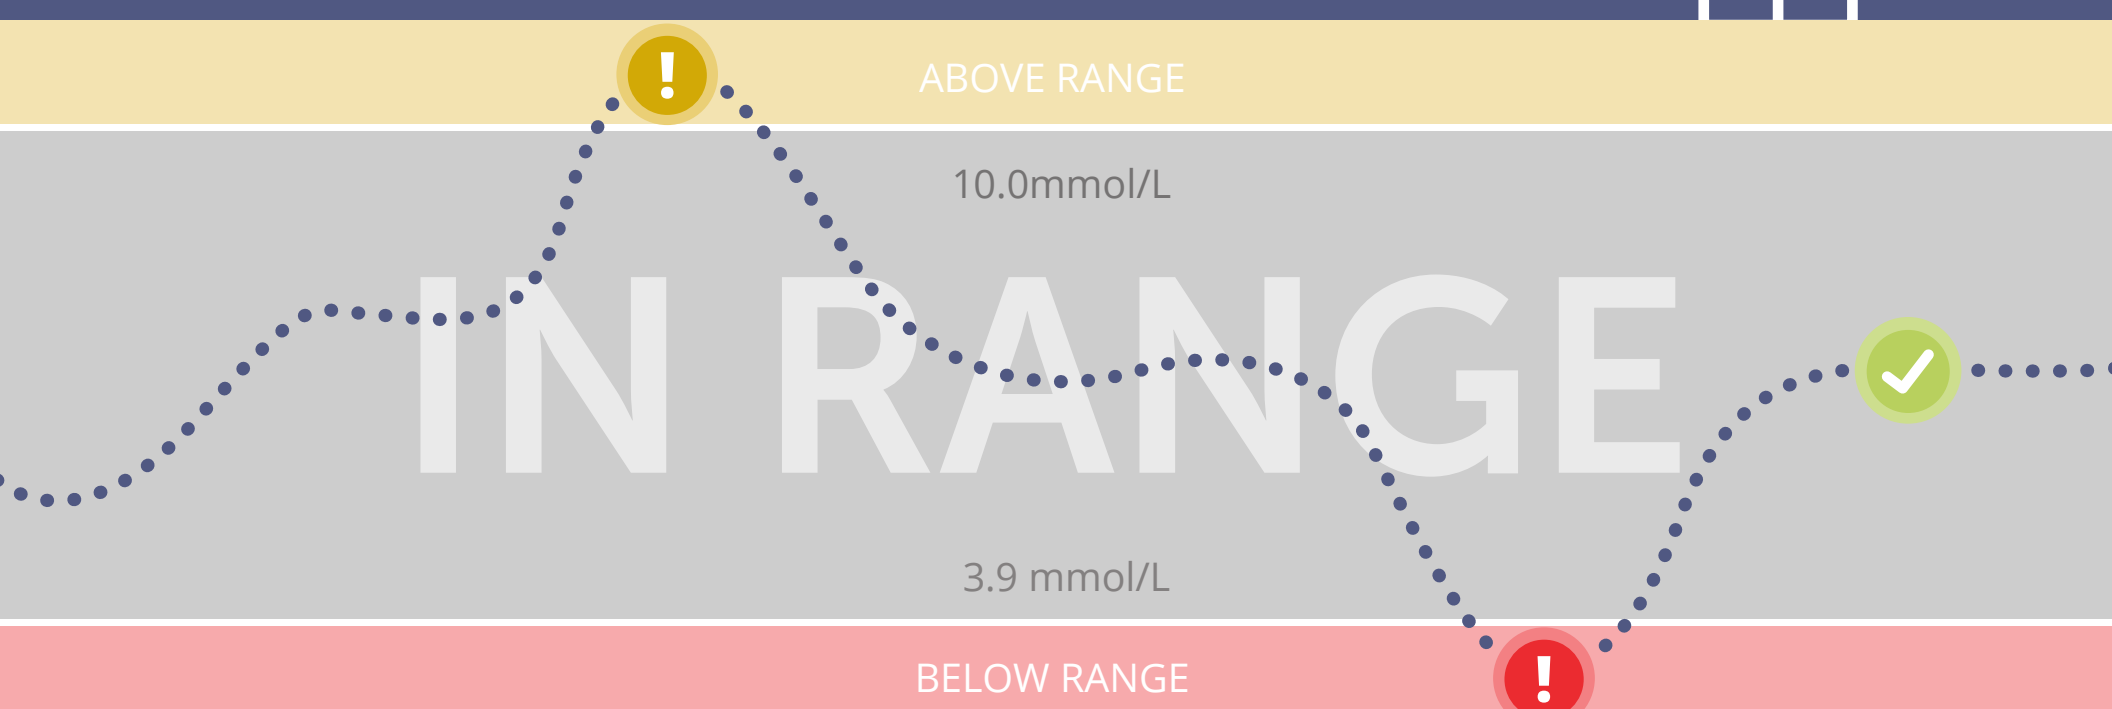 ABOVE RANGE
10.0mmol/L
IN RANGE
3.9 mmol/L
BELOW RANGE